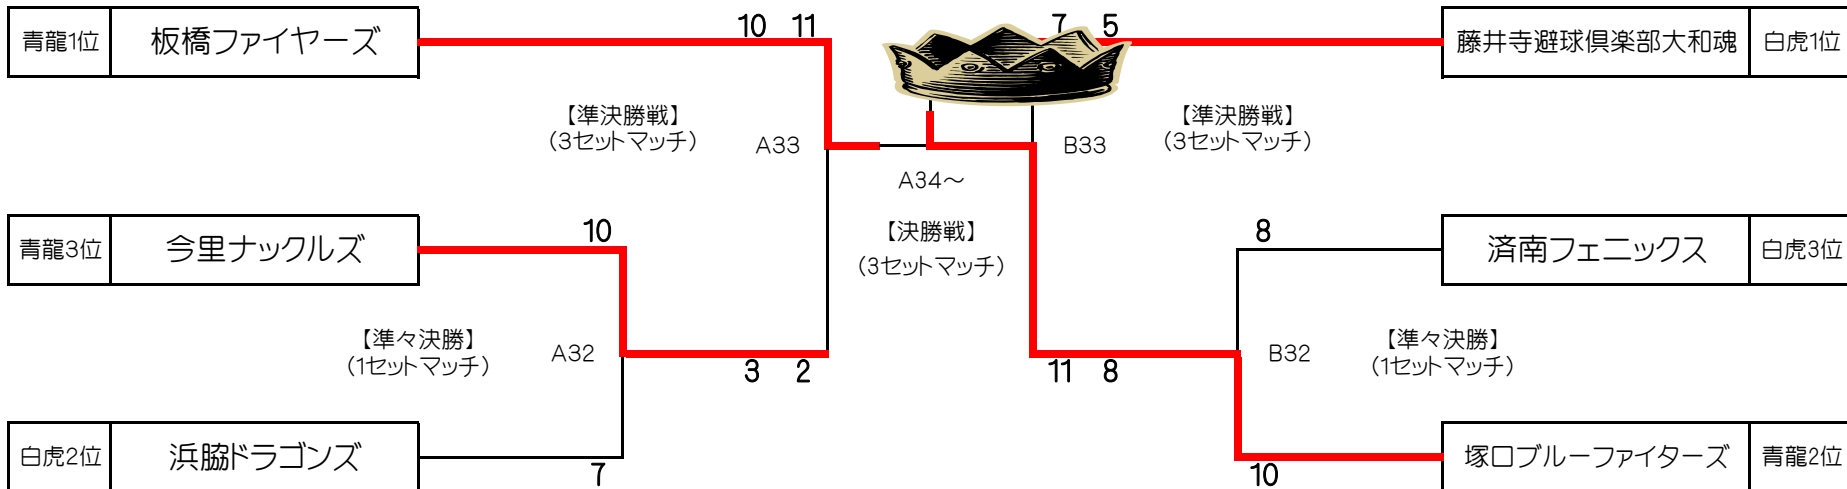 青龍1位 板橋ファイヤーズ 10 11 7 5 藤井寺避球倶楽部大和魂 白虎1位
【準決勝戦】 【準決勝戦】
(3セットマッチ) A33 B33 (3セットマッチ)
A34～
青龍3位 今里ナックルズ 10 【決勝戦】 8 済南フェニックス 白虎3位
(3セットマッチ)
【準々決勝】 【準々決勝】
(1セットマッチ) A32 B32 (1セットマッチ)
3 2 11 8
白虎2位 浜脇ドラゴンズ 7 10 塚口ブルーファイターズ 青龍2位